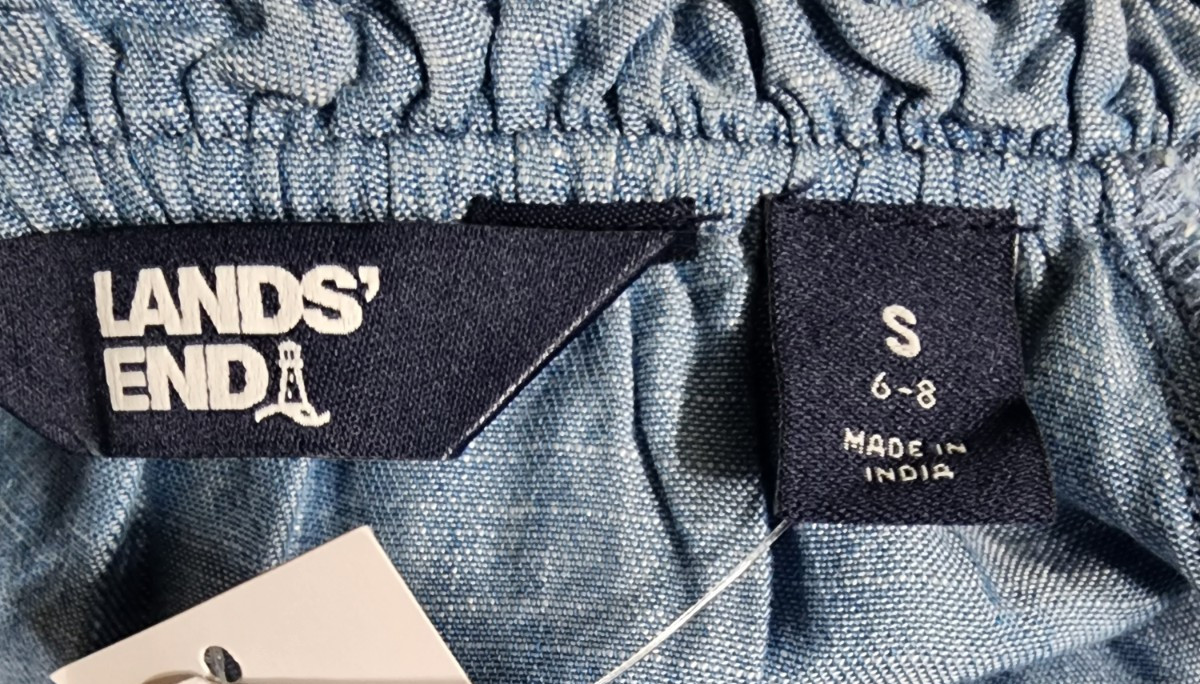 LANDS'
END
S
6-8
MADE IN
INDIA